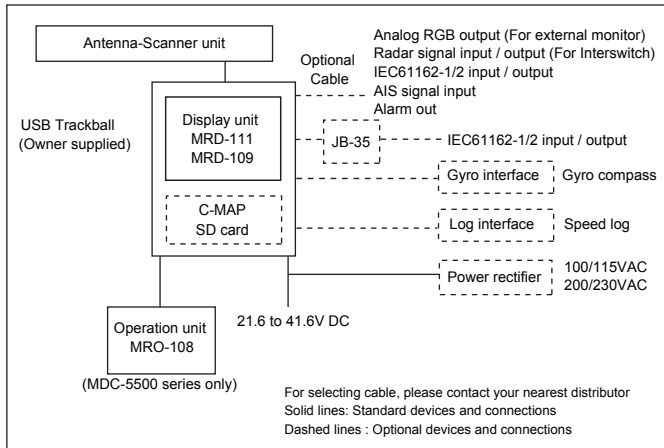 Antenna-Scanner unit
Optional
Cable
Analog RGB output (For external monitor)
Radar signal input / output (For Interswitch)
IEC61162-1/2 input / output
AIS signal input
Alarm out
USB Trackball
(Owner supplied)
Display unit
MRD-111
MRD-109
JB-35
IEC61162-1/2 input / output
Gyro interface
Gyro compass
C-MAP
SD card
Log interface
Speed log
Power rectifier
100/115VAC
200/230VAC
Operation unit
MRO-108
21.6 to 41.6V DC
(MDC-5500 series only)
For selecting cable, please contact your nearest distributor
Solid lines: Standard devices and connections
Dashed lines : Optional devices and connections